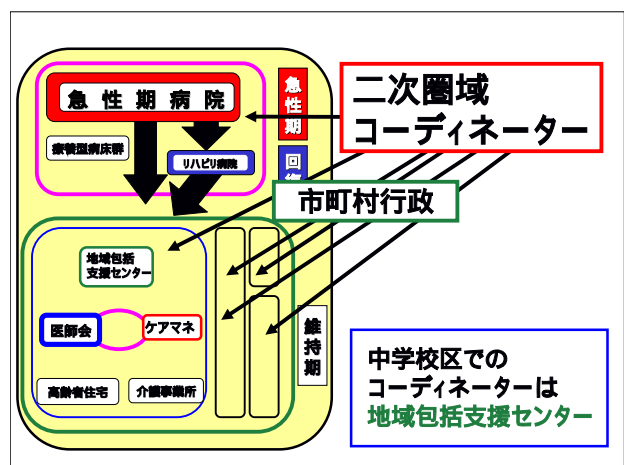 急性期病院
急性期
二次圏域
コーディネーター
療養型病床群
リハビリ病院
市町村行政
地域包括
支援センター
医師会
ケアマネ
維持期
高齢者住宅
介護事業所
中学校区での
コーディネーターは
地域包括支援センター